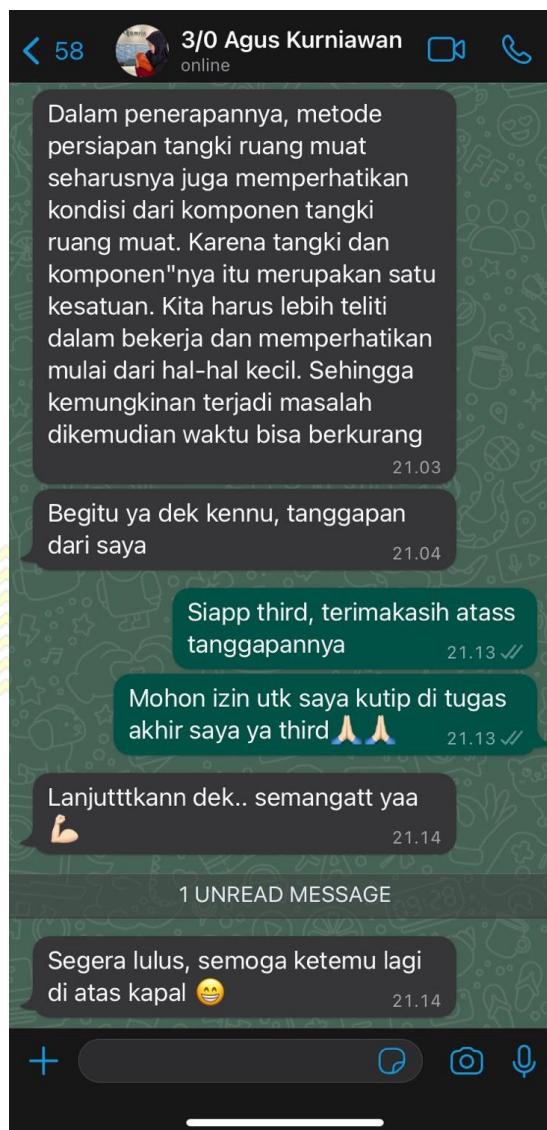 58
3/0 Agus Kurniawan
online
Dalam penerapannya, metode
persiapan tangki ruang muat
seharusnya juga memperhatikan
kondisi dari komponen tangki
ruang muat. Karena tangki dan
komponen"nya itu merupakan satu
kesatuan. Kita harus lebih teliti
dalam bekerja dan memperhatikan
mulai dari hal-hal kecil. Sehingga
kemungkinan terjadi masalah
dikemudian waktu bisa berkurang
21.03
Begitu ya dek kennu, tanggapan
dari saya
21.04
Siapp third, terimakasih atass
tanggapannya
21.13
Mohon izin utk saya kutip di tugas
akhir saya ya third🙏🏻🙏🏻
21.13
Lanjutttkann dek.. semangatt yaa
💪🏻
21.14
1 UNREAD MESSAGE
Segera lulus, semoga ketemu lagi
di atas kapal 😁
21.14